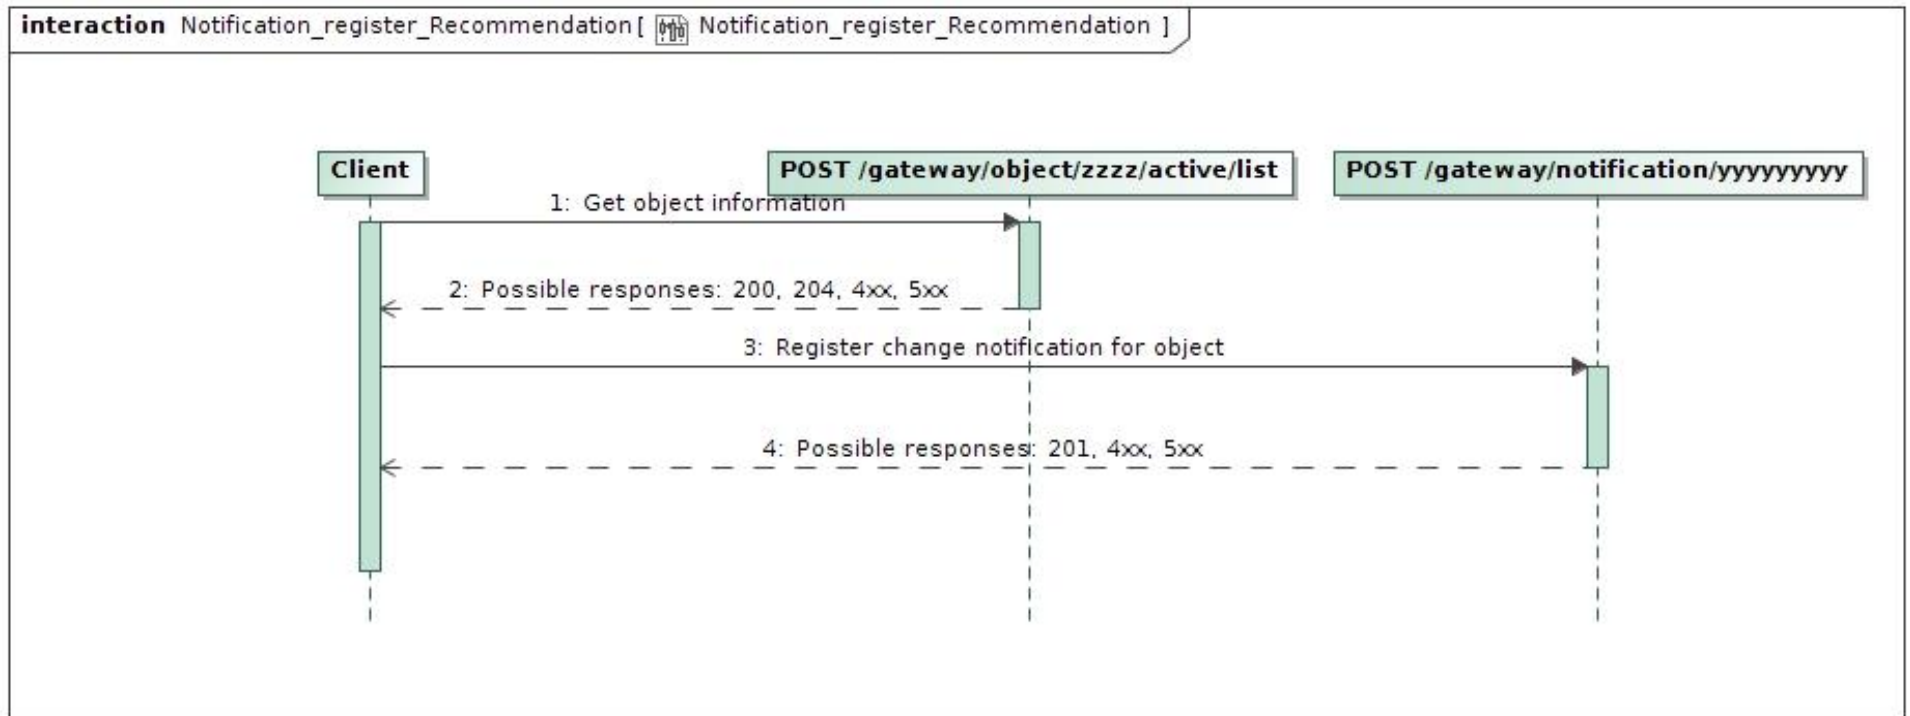 interaction Notification_register_Recommendation [ Notification_register_Recommendation ]
Client
POST /gateway/object/zzzz/active/list
POST /gateway/notification/yyyyyyyyy
1: Get object information
2: Possible responses: 200, 204, 4xx, 5xx
3: Register change notification for object
4: Possible responses: 201, 4xx, 5xx